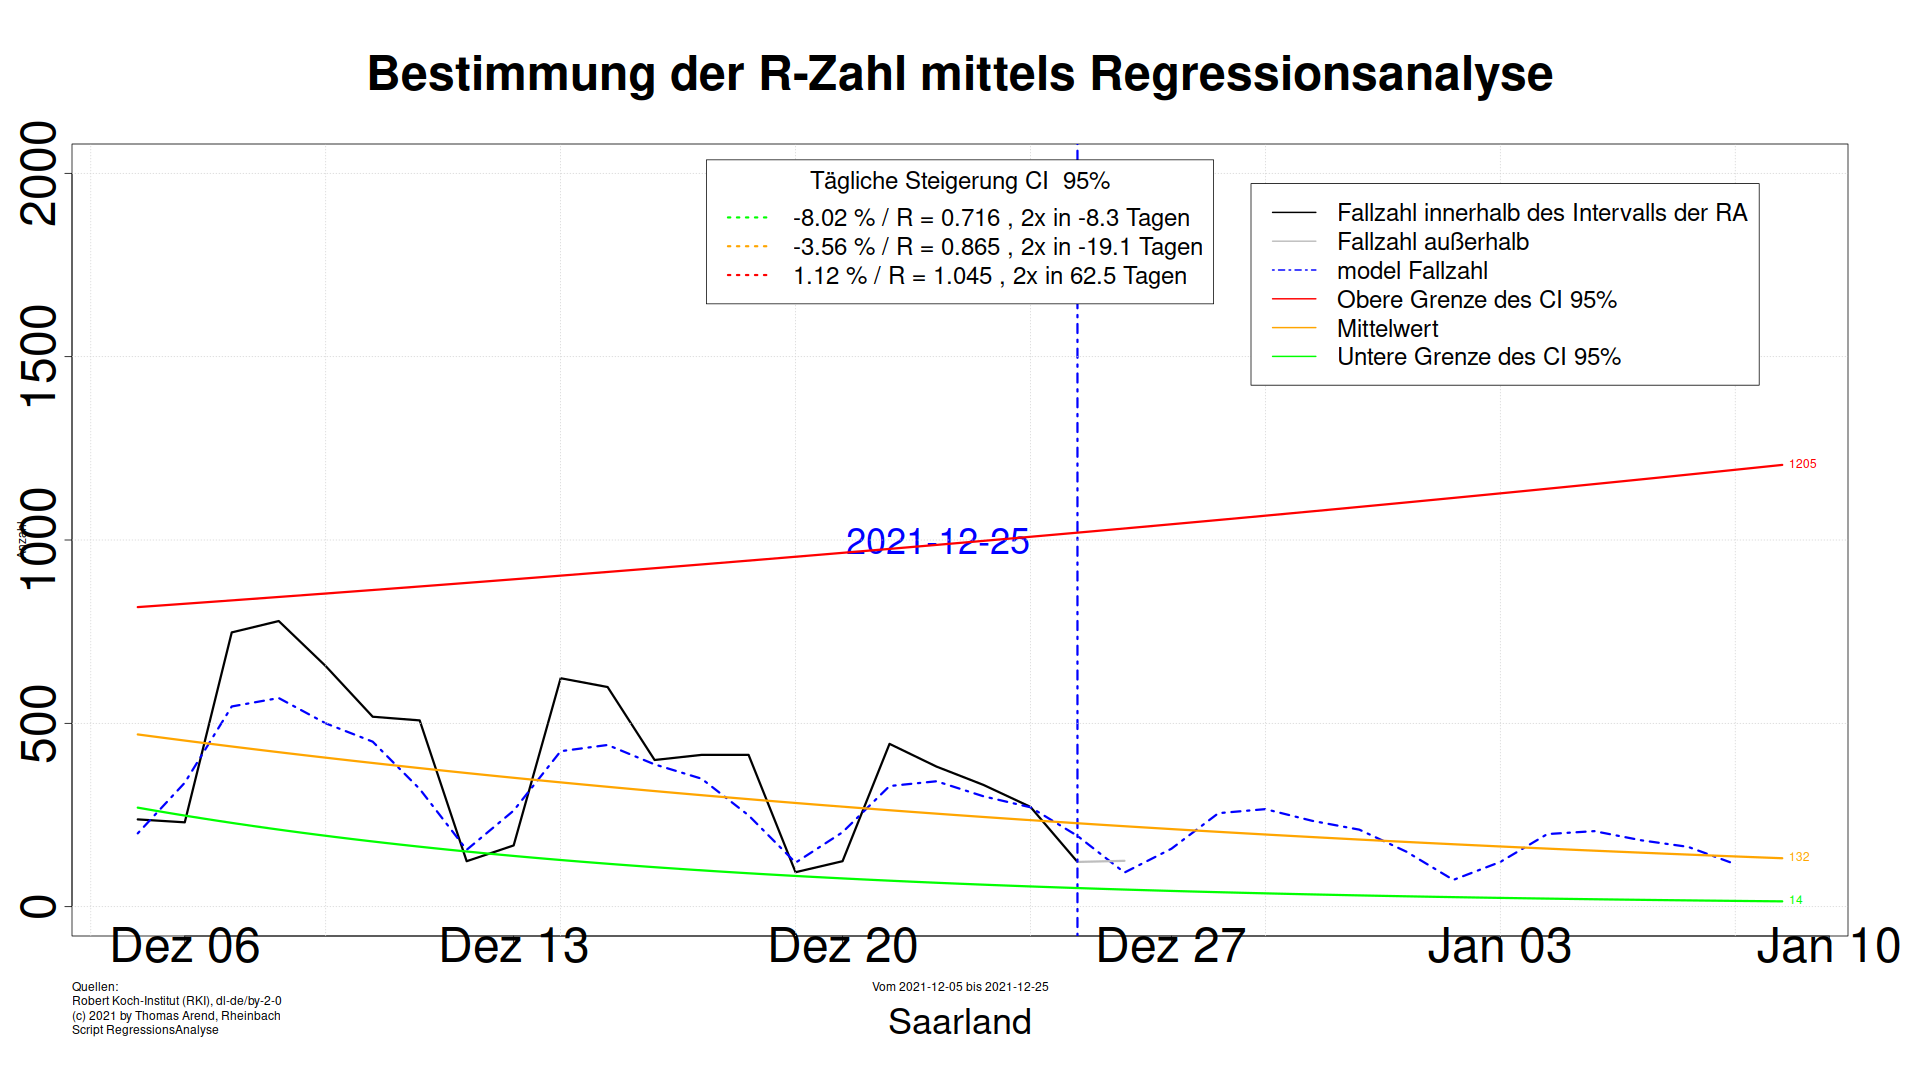 Bestimmung der R-Zahl mittels Regressionsanalyse
Tägliche Steigerung CI  95%
-8.02 % / R = 0.716 , 2x in -8.3 Tagen
-3.56 % / R = 0.865 , 2x in -19.1 Tagen
1.12 % / R = 1.045 , 2x in 62.5 Tagen
Fallzahl innerhalb des Intervalls der RA
Fallzahl außerhalb
model Fallzahl
Obere Grenze des CI 95%
Mittelwert
Untere Grenze des CI 95%
2000
1500
1000
500
0
Anzahl
2021-12-25
1205
132
14
Dez 06
Dez 13
Dez 20
Dez 27
Jan 03
Jan 10
Quellen:
Robert Koch-Institut (RKI), dl-de/by-2-0
(c) 2021 by Thomas Arend, Rheinbach
Script RegressionsAnalyse
Vom 2021-12-05 bis 2021-12-25
Saarland